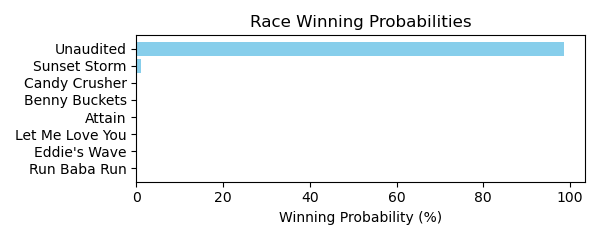 Race Winning Probabilities
Unaudited
Sunset Storm
Candy Crusher
Benny Buckets
Attain
Let Me Love You
Eddie's Wave
Run Baba Run
0 20 40 60 80 100
Winning Probability (%)